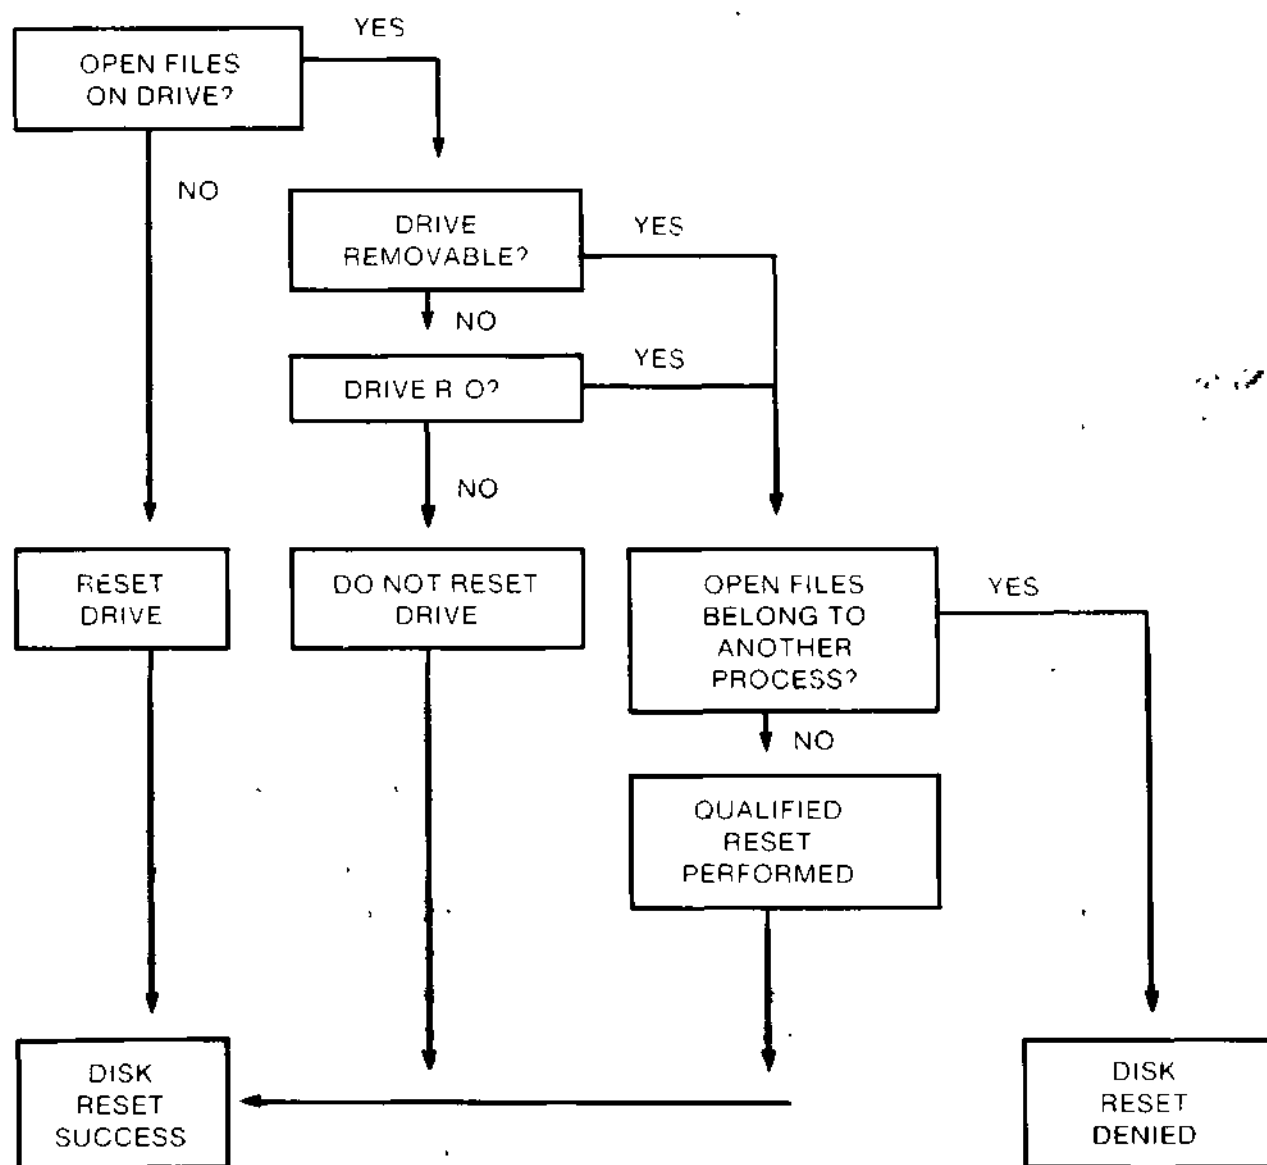 YES
OPEN FILES
ON DRIVE?
NO
DRIVE
REMOVABLE?
YES
NO
DRIVE R O?
YES
NO
RESET
DRIVE
DO NOT RESET
DRIVE
OPEN FILES
BELONG TO
ANOTHER
PROCESS?
YES
NO
QUALIFIED
RESET
PERFORMED
DISK
RESET
SUCCESS
DISK
RESET
DENIED